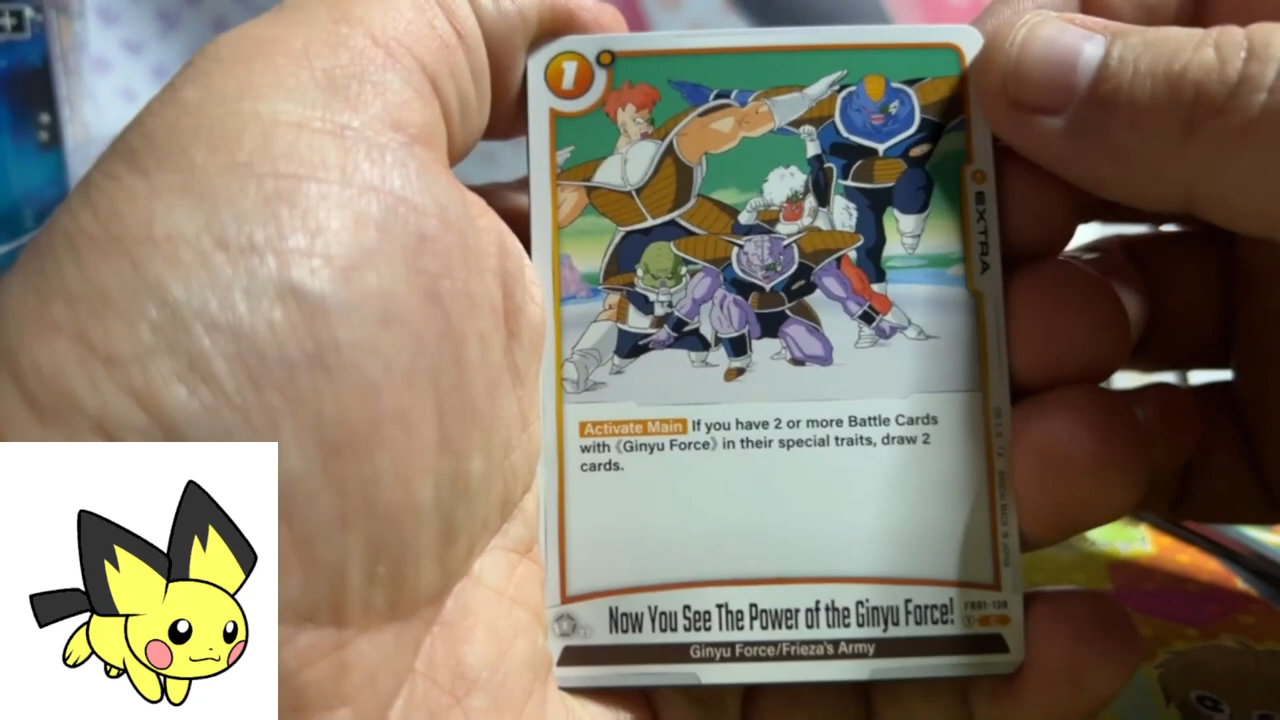 1
EXTRA
Activate Main If you have 2 or more Battle Cards
with《Ginyu Force》in their special traits, draw 2
cards.
Now You See The Power of the Ginyu Force!
FB01-138
Ginyu Force/Frieza's Army